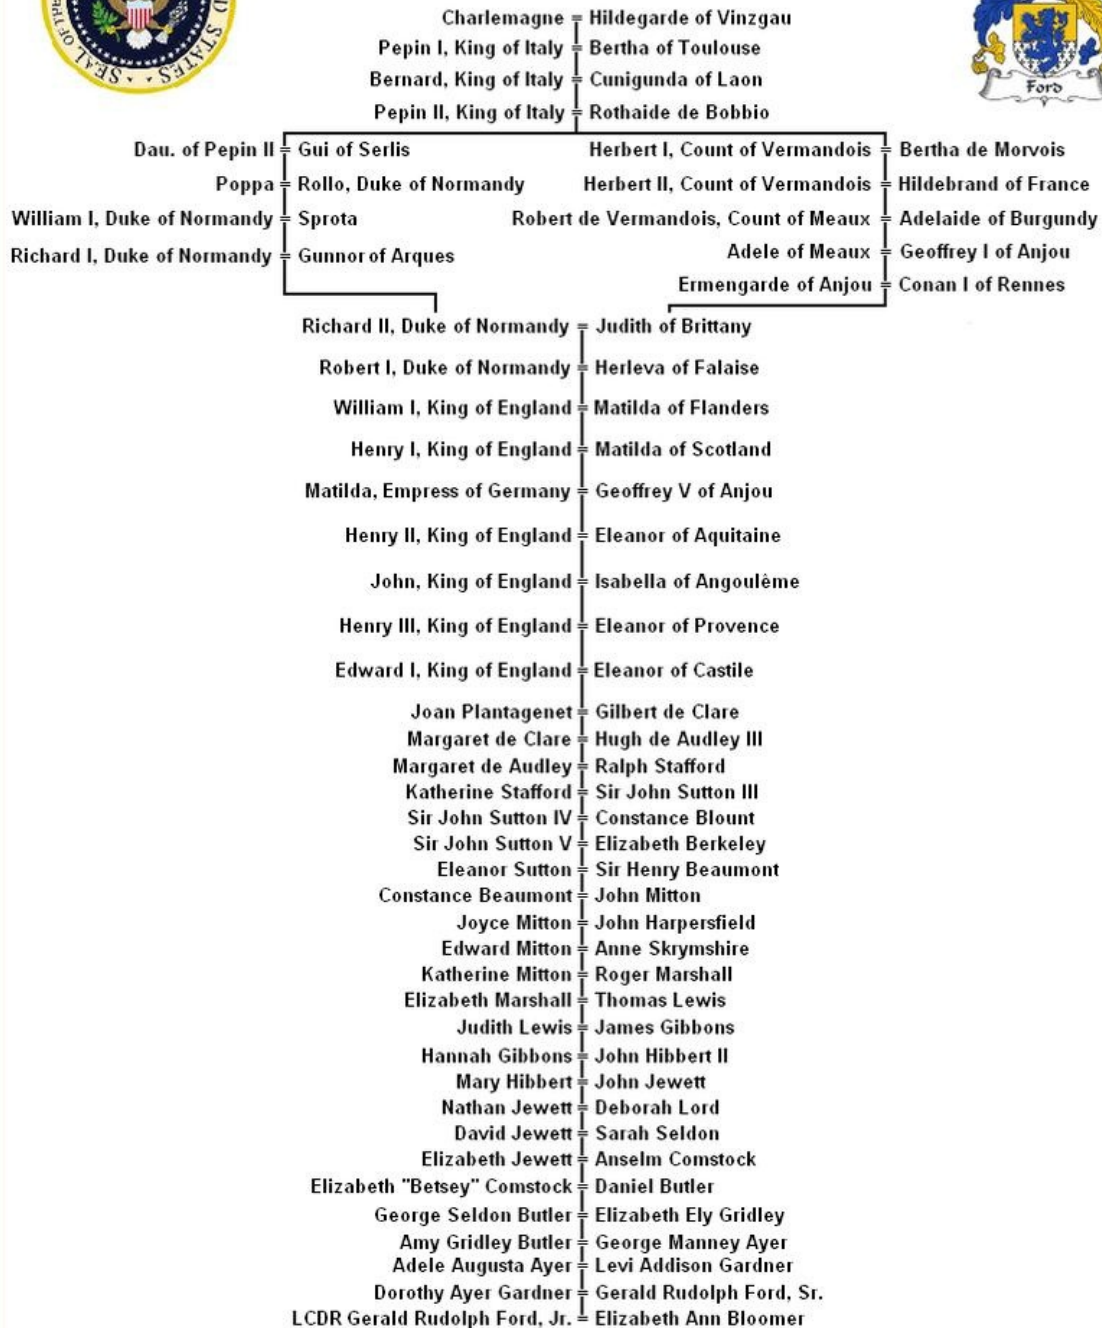 SEAL OF THE
D STATES
Ford
Charlemagne = Hildegarde of Vinzgau
Pepin I, King of Italy = Bertha of Toulouse
Bernard, King of Italy = Cunigunda of Laon
Pepin II, King of Italy = Rothaide de Bobbio
Dau. of Pepin II = Gui of Serlis
Poppa = Rollo, Duke of Normandy
William I, Duke of Normandy = Sprota
Richard I, Duke of Normandy = Gunnor of Arques
Herbert I, Count of Vermandois = Bertha de Morvois
Herbert II, Count of Vermandois = Hildebrand of France
Robert de Vermandois, Count of Meaux = Adelaide of Burgundy
Adele of Meaux = Geoffrey I of Anjou
Ermengarde of Anjou = Conan I of Rennes
Richard II, Duke of Normandy = Judith of Brittany
Robert I, Duke of Normandy = Herleva of Falaise
William I, King of England = Matilda of Flanders
Henry I, King of England = Matilda of Scotland
Matilda, Empress of Germany = Geoffrey V of Anjou
Henry II, King of England = Eleanor of Aquitaine
John, King of England = Isabella of Angoulême
Henry III, King of England = Eleanor of Provence
Edward I, King of England = Eleanor of Castile
Joan Plantagenet = Gilbert de Clare
Margaret de Clare = Hugh de Audley III
Margaret de Audley = Ralph Stafford
Katherine Stafford = Sir John Sutton III
Sir John Sutton IV = Constance Blount
Sir John Sutton V = Elizabeth Berkeley
Eleanor Sutton = Sir Henry Beaumont
Constance Beaumont = John Mitton
Joyce Mitton = John Harpersfield
Edward Mitton = Anne Skrymshire
Katherine Mitton = Roger Marshall
Elizabeth Marshall = Thomas Lewis
Judith Lewis = James Gibbons
Hannah Gibbons = John Hibbert II
Mary Hibbert = John Jewett
Nathan Jewett = Deborah Lord
David Jewett = Sarah Seldon
Elizabeth Jewett = Anselm Comstock
Elizabeth "Betsey" Comstock = Daniel Butler
George Seldon Butler = Elizabeth Ely Gridley
Amy Gridley Butler = George Manney Ayer
Adele Augusta Ayer = Levi Addison Gardner
Dorothy Ayer Gardner = Gerald Rudolph Ford, Sr.
LCDR Gerald Rudolph Ford, Jr. = Elizabeth Ann Bloomer